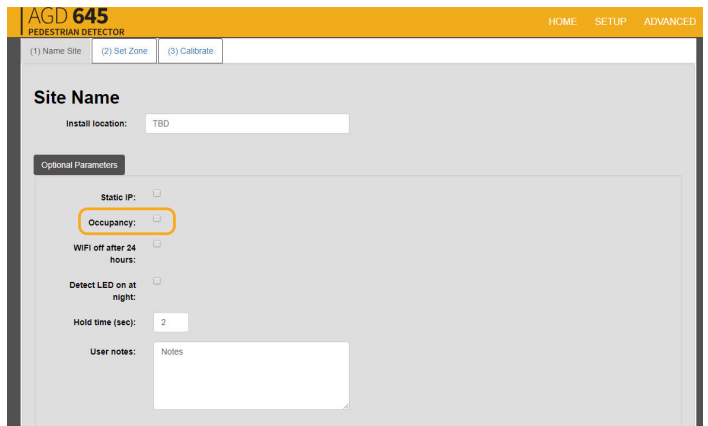 AGD 645
PEDESTRIAN DETECTOR
HOME SETUP ADVANCED
(1) Name Site (2) Set Zone (3) Calibrate
Site Name
Install location: TBD
Optional Parameters
Static IP:
Occupancy:
WIFI off after 24
hours:
Detect LED on at
night:
Hold time (sec): 2
User notes: Notes